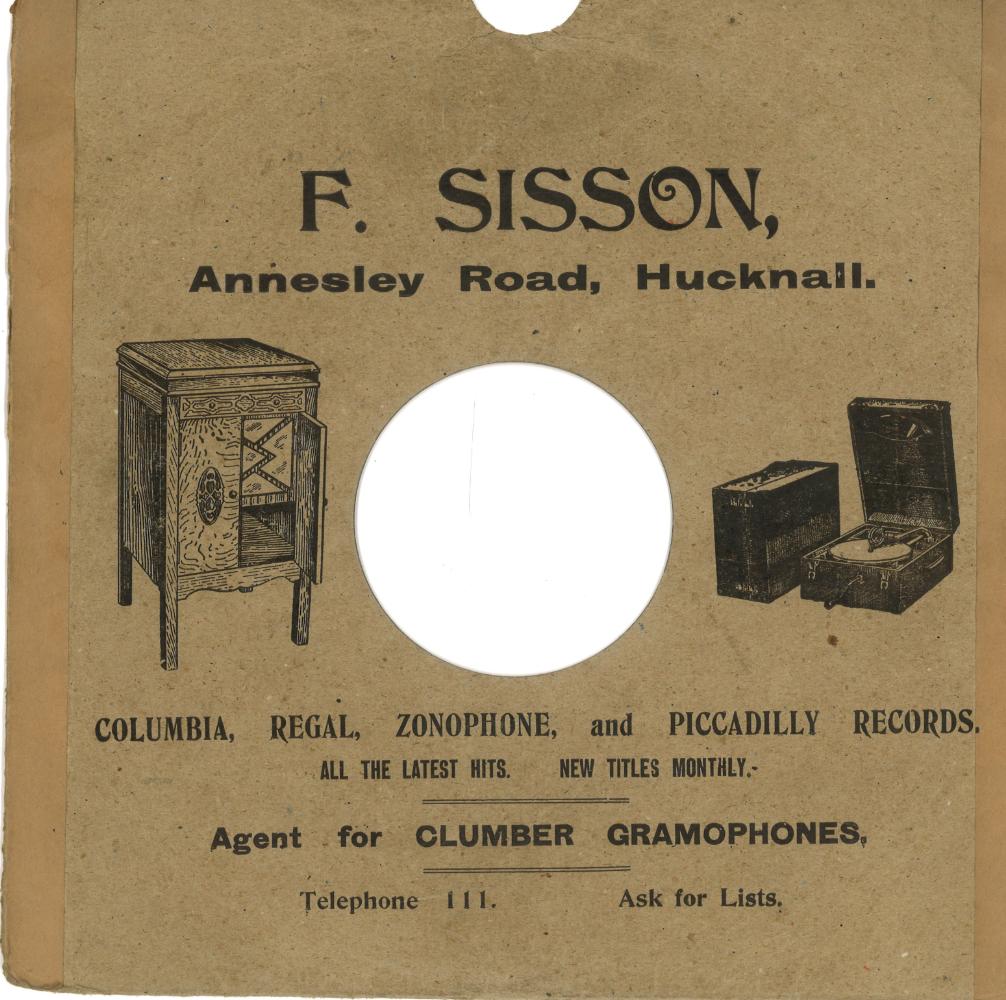 F. SISSON,
Annesley Road, Hucknall.
COLUMBIA, REGAL, ZONOPHONE, and PICCADILLY RECORDS.
ALL THE LATEST HITS. NEW TITLES MONTHLY.-
Agent for CLUMBER GRAMOPHONES.
Telephone 111. Ask for Lists.